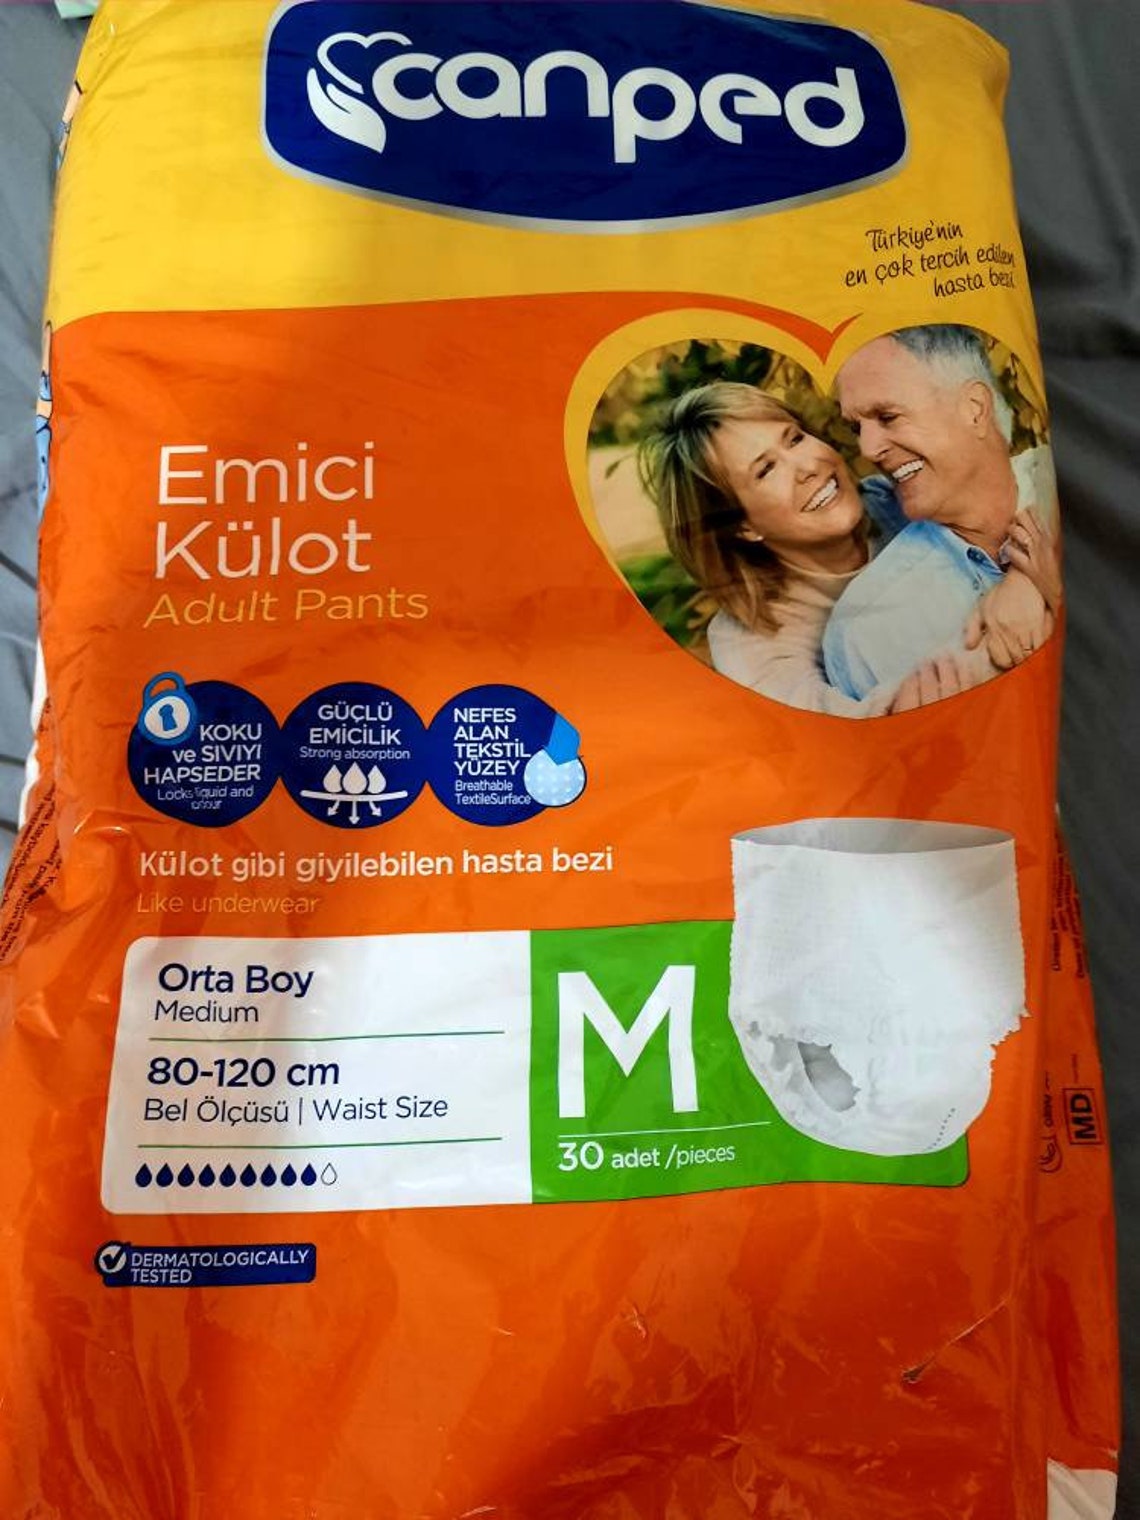 canped
Türkiye'nin
en çok tercih edilen
hasta bezi
Emici
Külot
Adult Pants
KOKU
ve SIVIYI
HAPSEDER
Locks liquid and
odour
GÜÇLÜ
EMİCİLİK
Strong absorption
NEFES
ALAN
TEKSTİL
YÜZEY
Breathable
TextileSurface
Külot gibi giyilebilen hasta bezi
Like underwear
Orta Boy
Medium
80-120 cm
Bel Ölçüsü | Waist Size
M
30 adet /pieces
DERMATOLOGICALLY
TESTED
MD